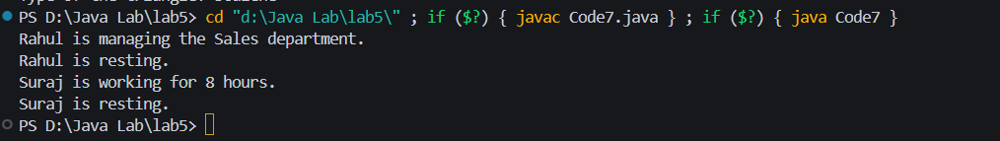 PS D:\Java Lab\lab5> cd "d:\Java Lab\lab5\" ; if ($?) { javac Code7.java } ; if ($?) { java Code7 }
Rahul is managing the Sales department.
Rahul is resting.
Suraj is working for 8 hours.
Suraj is resting.
PS D:\Java Lab\lab5>